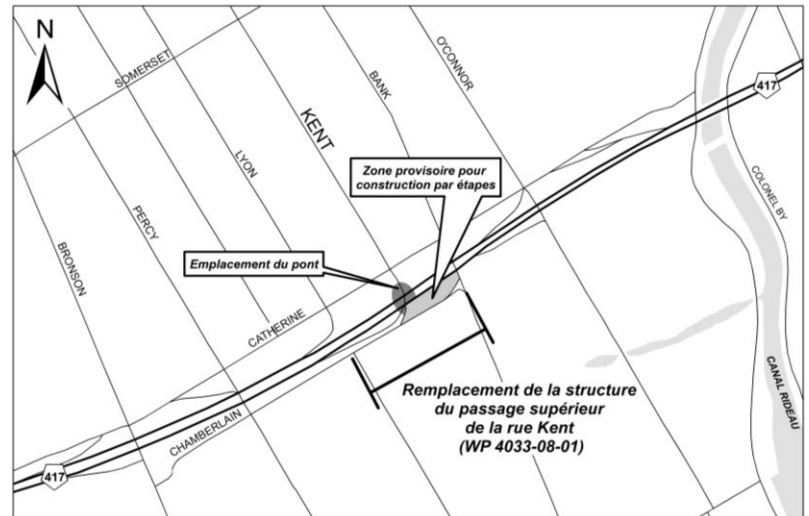 N
SOMERSET
O'CONNOR
BANK
KENT
LYON
PERCY
BRONSON
417
COLONEL BY
Zone provisoire pour
construction par étapes
Emplacement du pont
CATHERINE
CHAMBERLAIN
CANAL RIDEAU
Remplacement de la structure
du passage supérieur
de la rue Kent
(WP 4033-08-01)
417